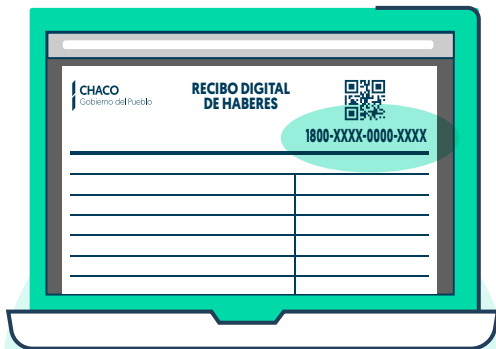 CHACO
Gobierno del Pueblo
RECIBO DIGITAL
DE HABERES
1800-XXXX-0000-XXXX